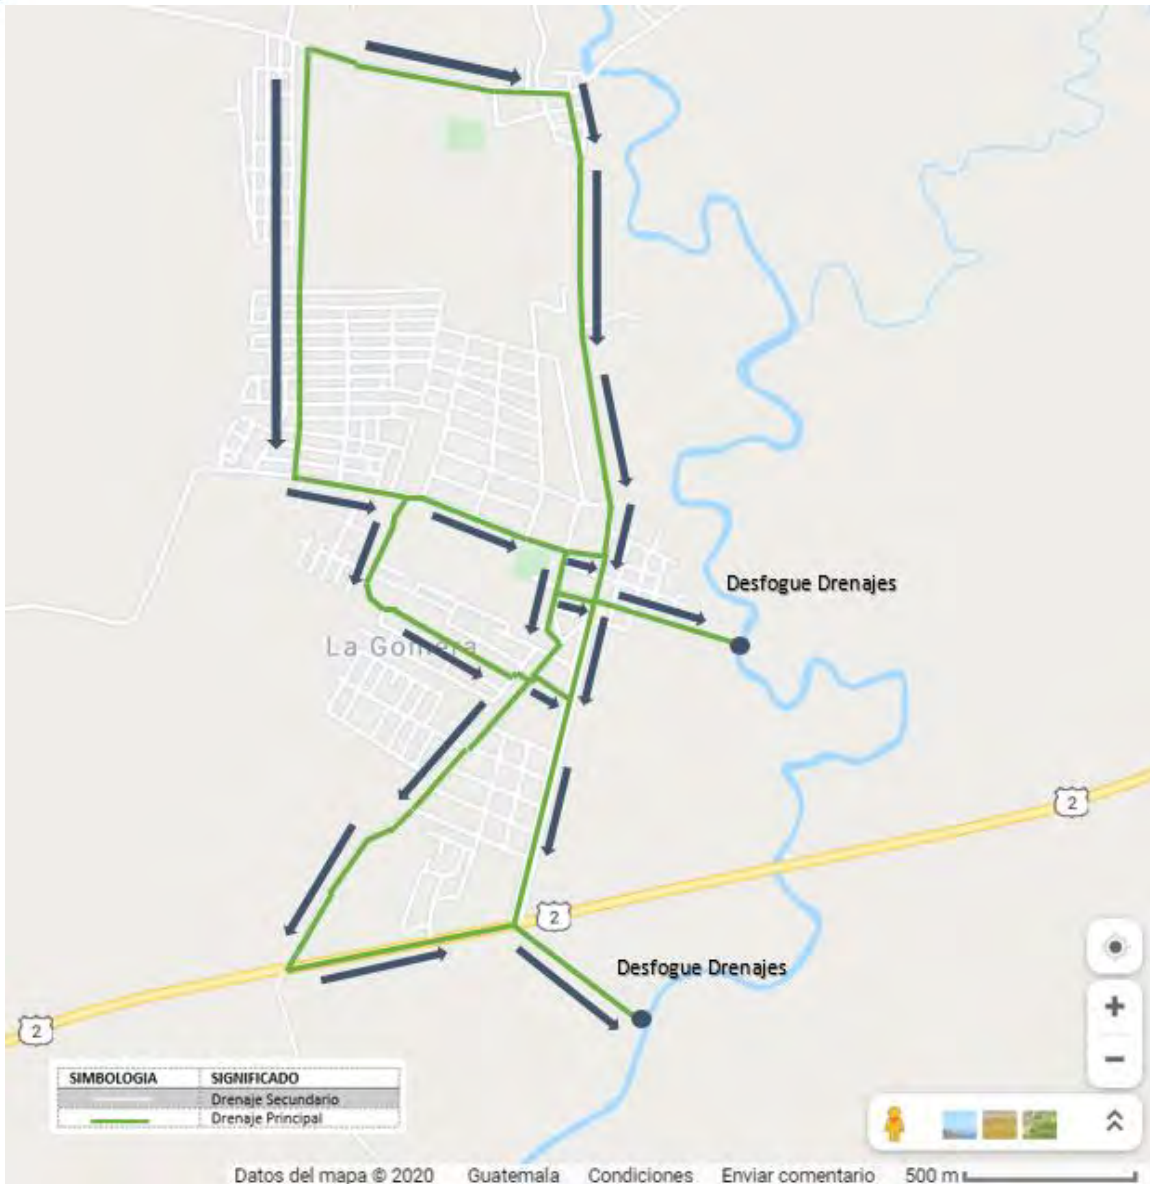 Desfogue Drenajes
La Gomera
2
2
Desfogue Drenajes
2
SIMBOLOGIA SIGNIFICADO
Drenaje Secundario
Drenaje Principal
Datos del mapa © 2020 Guatemala Condiciones Enviar comentario 500 m